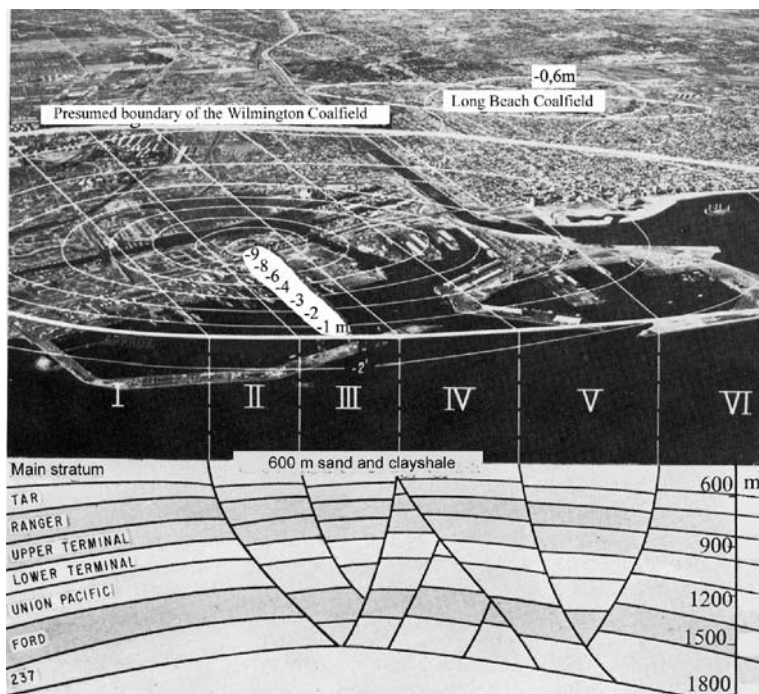 -0,6m
Presumed boundary of the Wilmington Coalfield
Long Beach Coalfield
-9
-8
-6
-4
-3
-2
-1 m
-2'
I II III IV V VI
Main stratum
600 m sand and clayshale
600 m
TAR
RANGER
UPPER TERMINAL
900
LOWER TERMINAL
UNION PACIFIC
1200
FORD
1500
237
1800